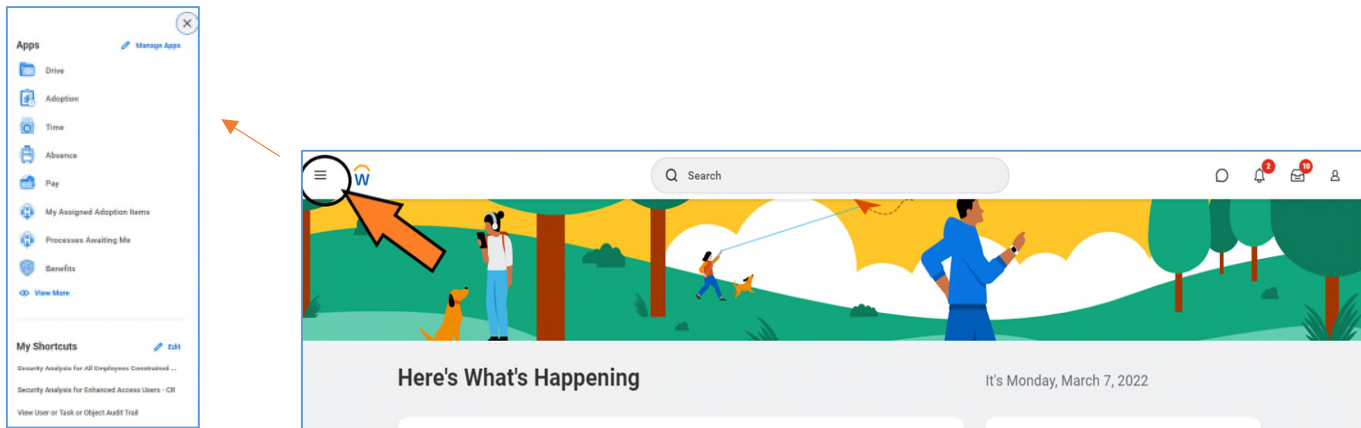 Apps
Manage Apps
Drive
Adoption
Time
Absence
Pay
My Assigned Adoption Items
Processes Awaiting Me
Benefits
View More
My Shortcuts
Edit
Security Analysis for All Employees Constrained ...
Security Analysis for Enhanced Access Users - CR
View User or Task or Object Audit Trail
W
Search
2
10
Here's What's Happening
It's Monday, March 7, 2022